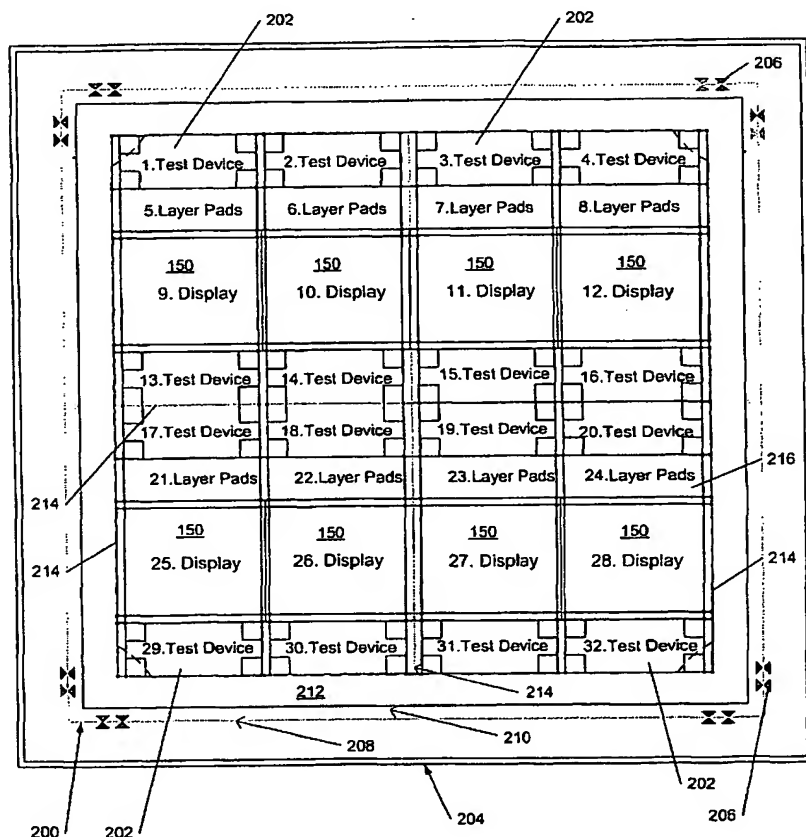 202
202
206
1.Test Device
2.Test Device
3.Test Device
4.Test Device
5.Layer Pads
6.Layer Pads
7.Layer Pads
8.Layer Pads
150
150
150
150
9. Display
10. Display
11. Display
12. Display
13.Test Device
14.Test Device
15.Test Device
16.Test Device
17.Test Device
18.Test Device
19.Test Device
20.Test Device
21.Layer Pads
22.Layer Pads
23.Layer Pads
24.Layer Pads
216
214
150
150
150
150
25. Display
26. Display
27. Display
28. Display
214
214
29.Test Device
30.Test Device
31.Test Device
32.Test Device
212
214
208
210
202
200
202
204
206